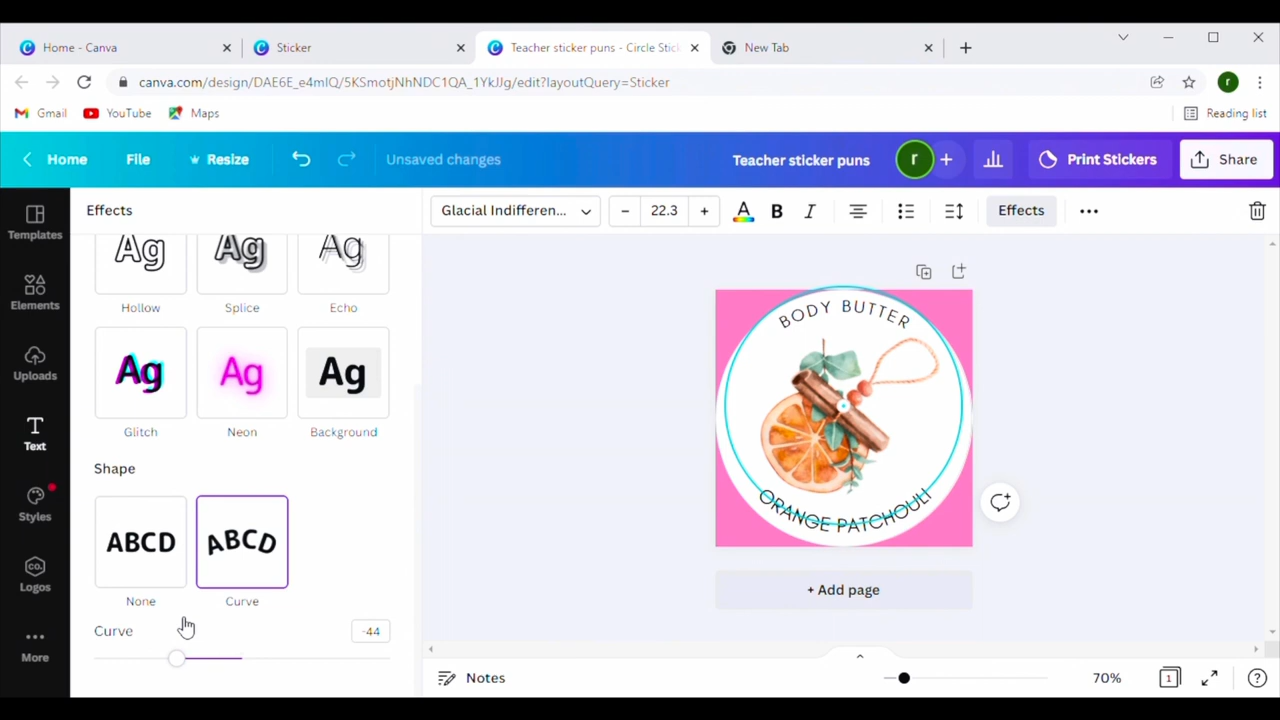 Home - Canva
Sticker
Teacher sticker puns - Circle Stick
New Tab
canva.com/design/DAE6E_e4mIQ/5KSmotjNhNDC1QA_1YkJJg/edit?layoutQuery=Sticker
r
Gmail
YouTube
Maps
Reading list
Home
File
Resize
Unsaved changes
Teacher sticker puns
r
Print Stickers
Share
Templates
Elements
Uploads
Text
Styles
CO.
Logos
More
Effects
Ag
Ag
Ag
Hollow
Splice
Echo
Ag
Ag
Ag
Glitch
Neon
Background
Shape
ABCD
ABCD
None
Curve
Curve
-44
Glacial Indifferen...
22.3
A
B
I
Effects
BODY BUTTER
ORANGE PATCHOULI
+ Add page
Notes
70%
1